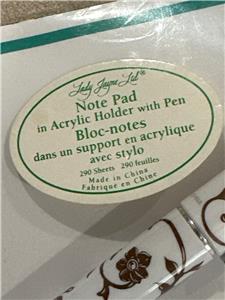 Lady Jayne Ltd®
Note Pad
in Acrylic Holder with Pen
Bloc-notes
dans un support en acrylique
avec stylo
290 Sheets 290 feuilles
Made in China
Fabriqué en Chine